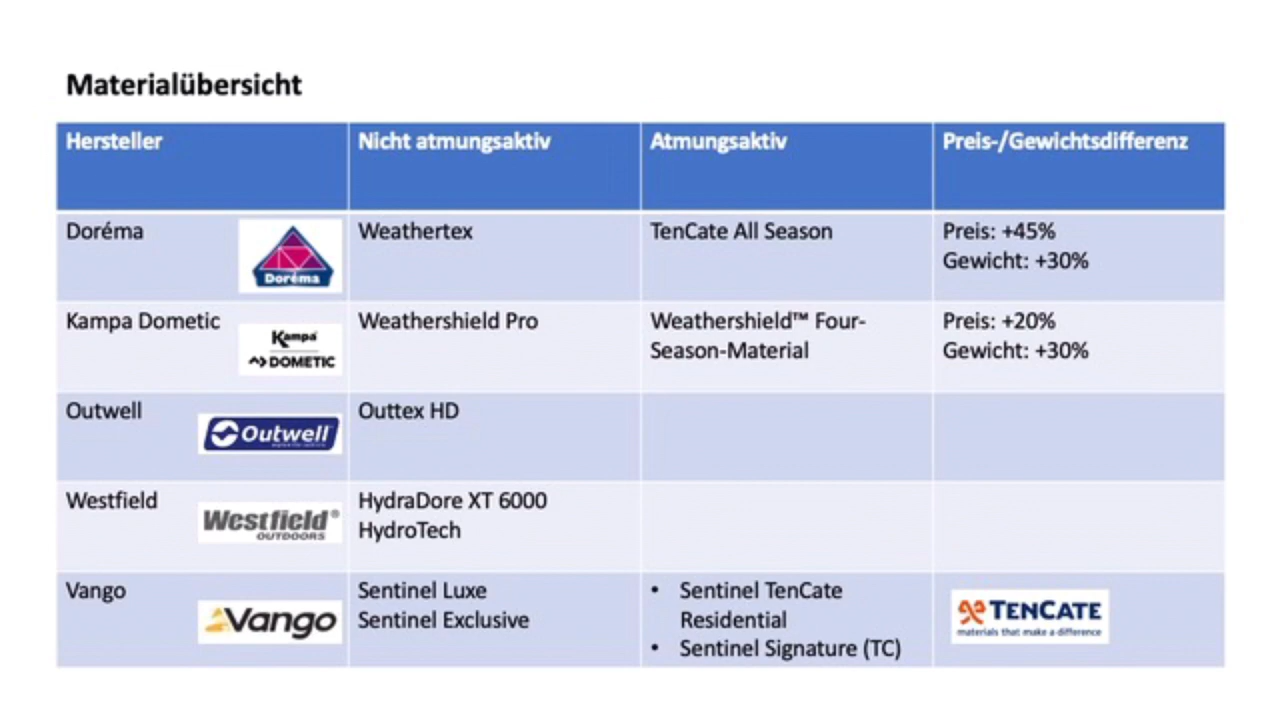 Materialübersicht
Hersteller
Nicht atmungsaktiv
Atmungsaktiv
Preis-/Gewichtsdifferenz
Doréma
Doréma
Weathertex
TenCate All Season
Preis: +45%
Gewicht: +30%
Kampa Dometic
Kampa
DOMETIC
Weathershield Pro
Weathershield™ Four-
Season-Material
Preis: +20%
Gewicht: +30%
Outwell
Outwell
Outtex HD
Westfield
Westfield®
OUTDOORS
HydraDore XT 6000
HydroTech
Vango
Vango
Sentinel Luxe
Sentinel Exclusive
• Sentinel TenCate
Residential
• Sentinel Signature (TC)
TENCATE
materials that make a difference